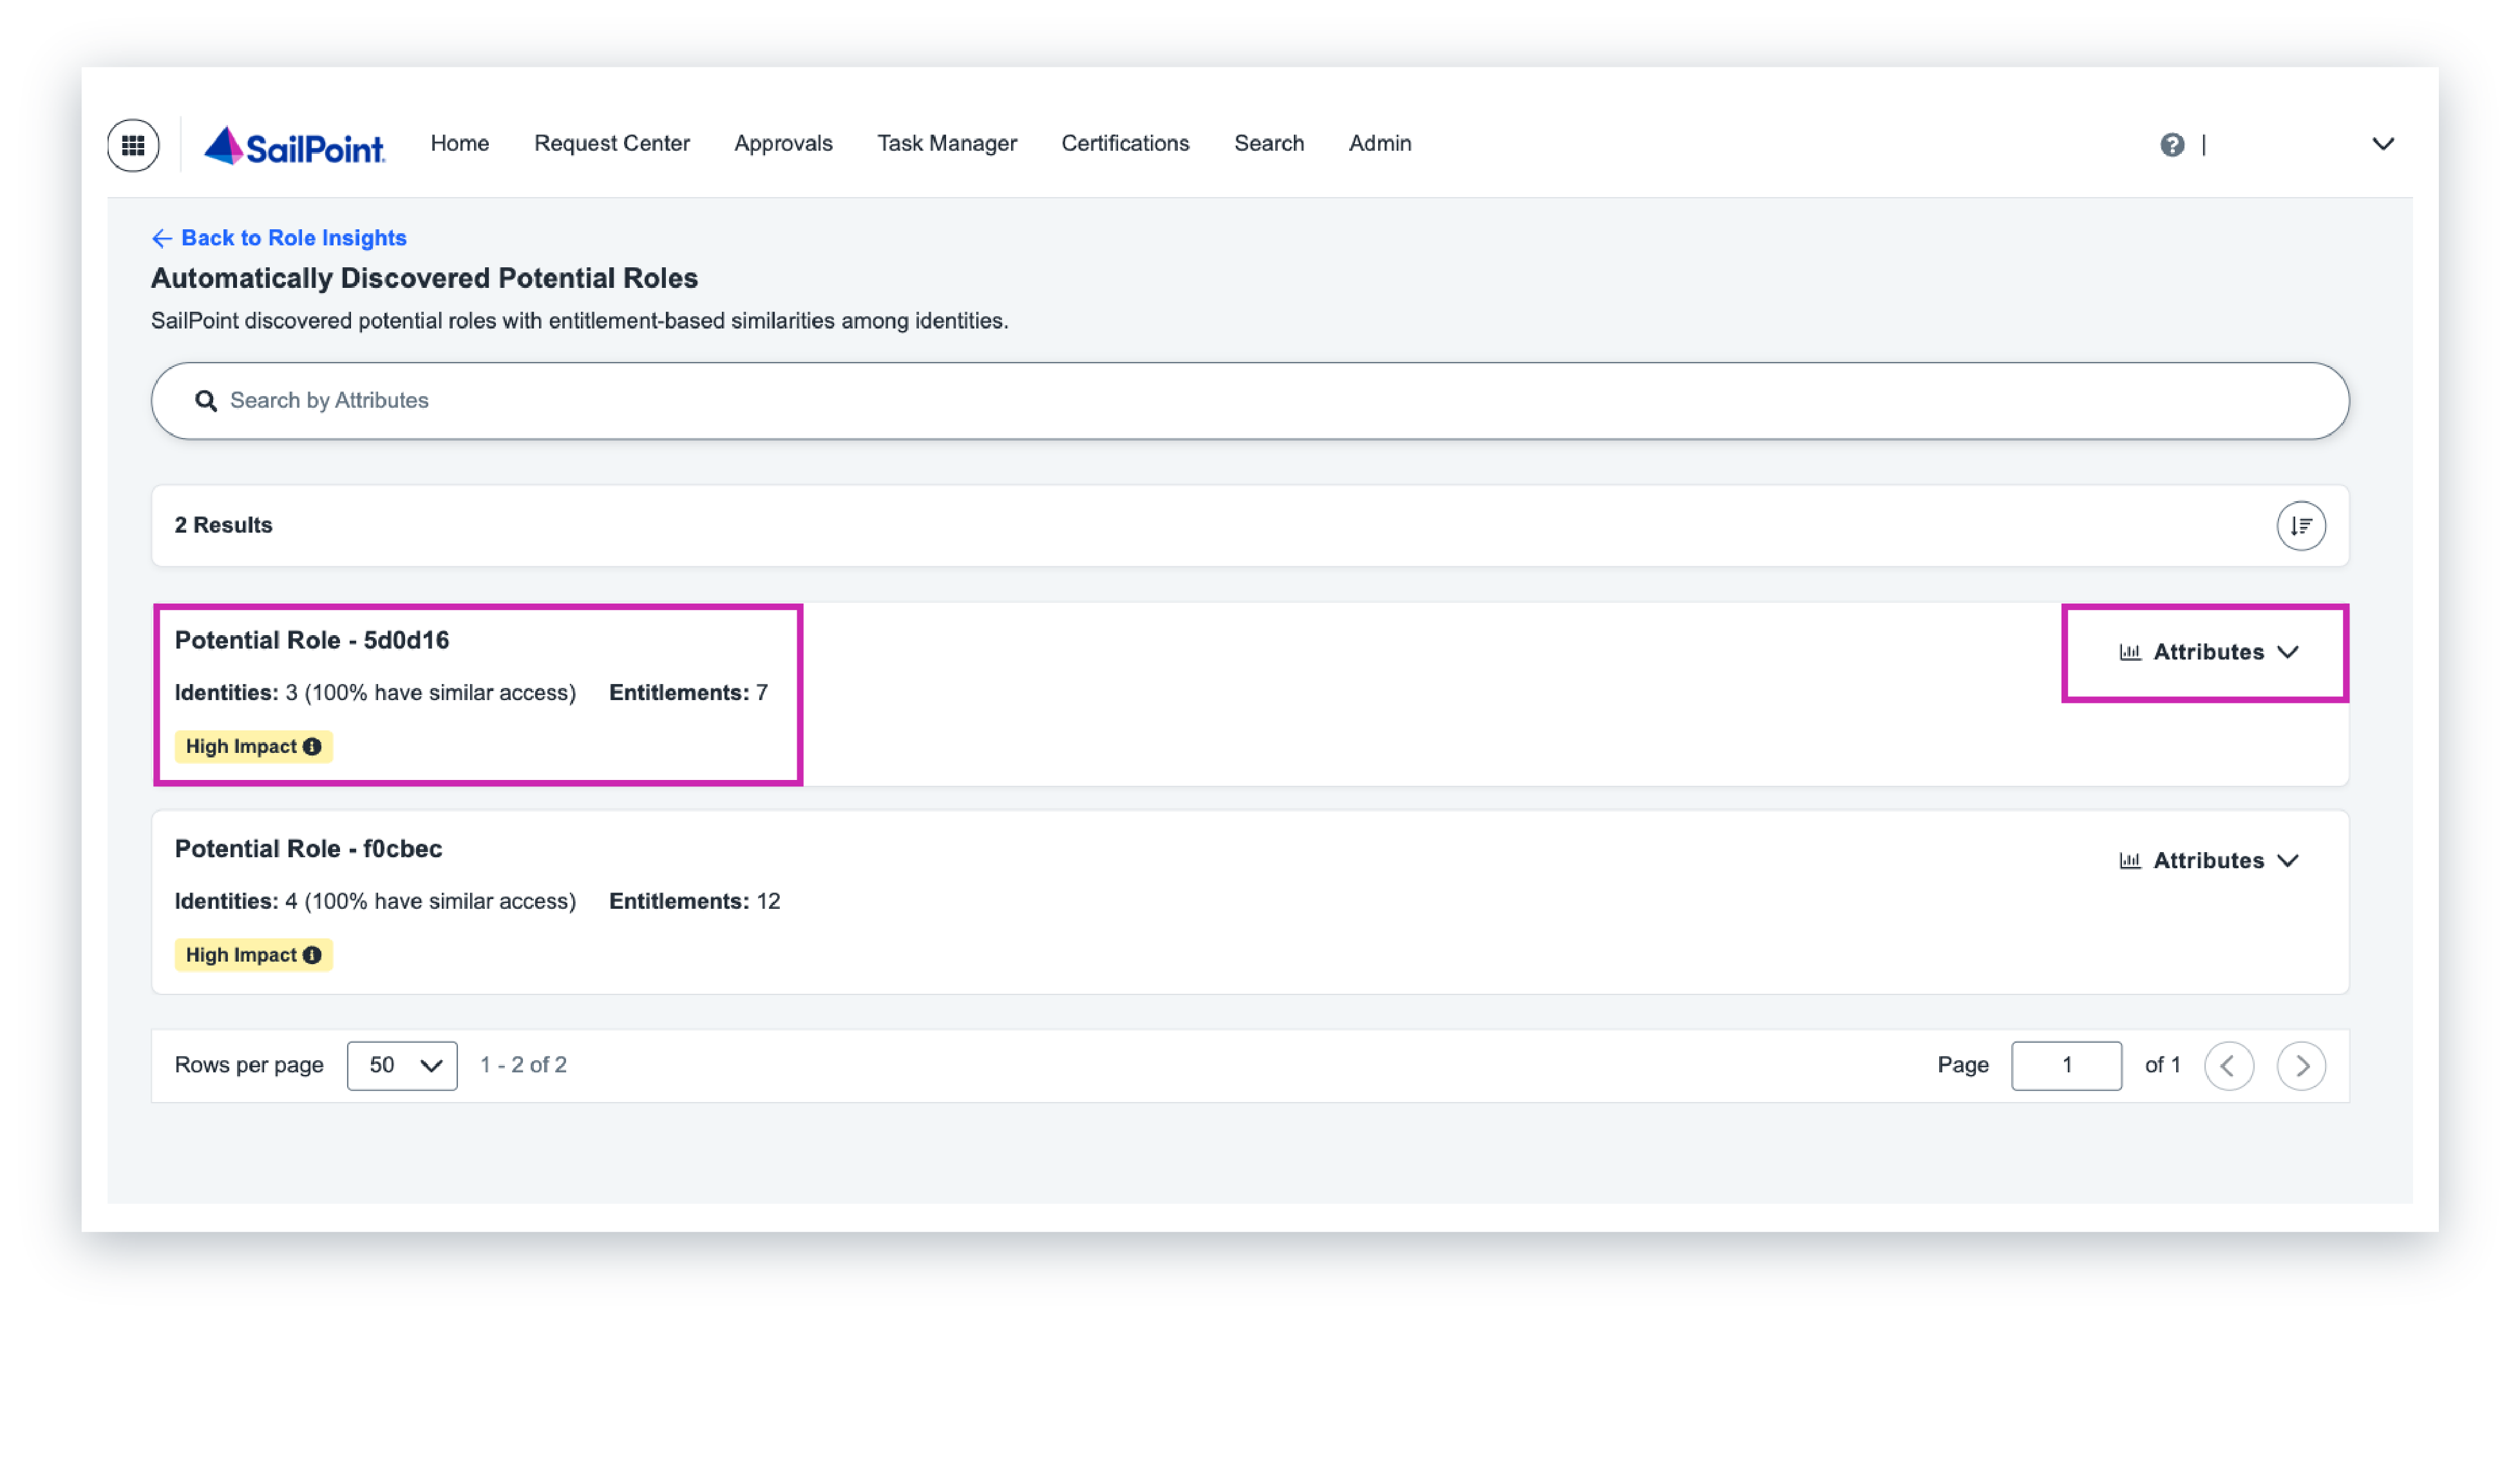 SailPoint Home Request Center Approvals Task Manager Certifications Search Admin ? |
← Back to Role Insights
Automatically Discovered Potential Roles
SailPoint discovered potential roles with entitlement-based similarities among identities.
Search by Attributes
2 Results
Potential Role - 5d0d16
Attributes
Identities: 3 (100% have similar access) Entitlements: 7
High Impact
Potential Role - f0cbec
Attributes
Identities: 4 (100% have similar access) Entitlements: 12
High Impact
Rows per page 50 1 - 2 of 2 Page 1 of 1